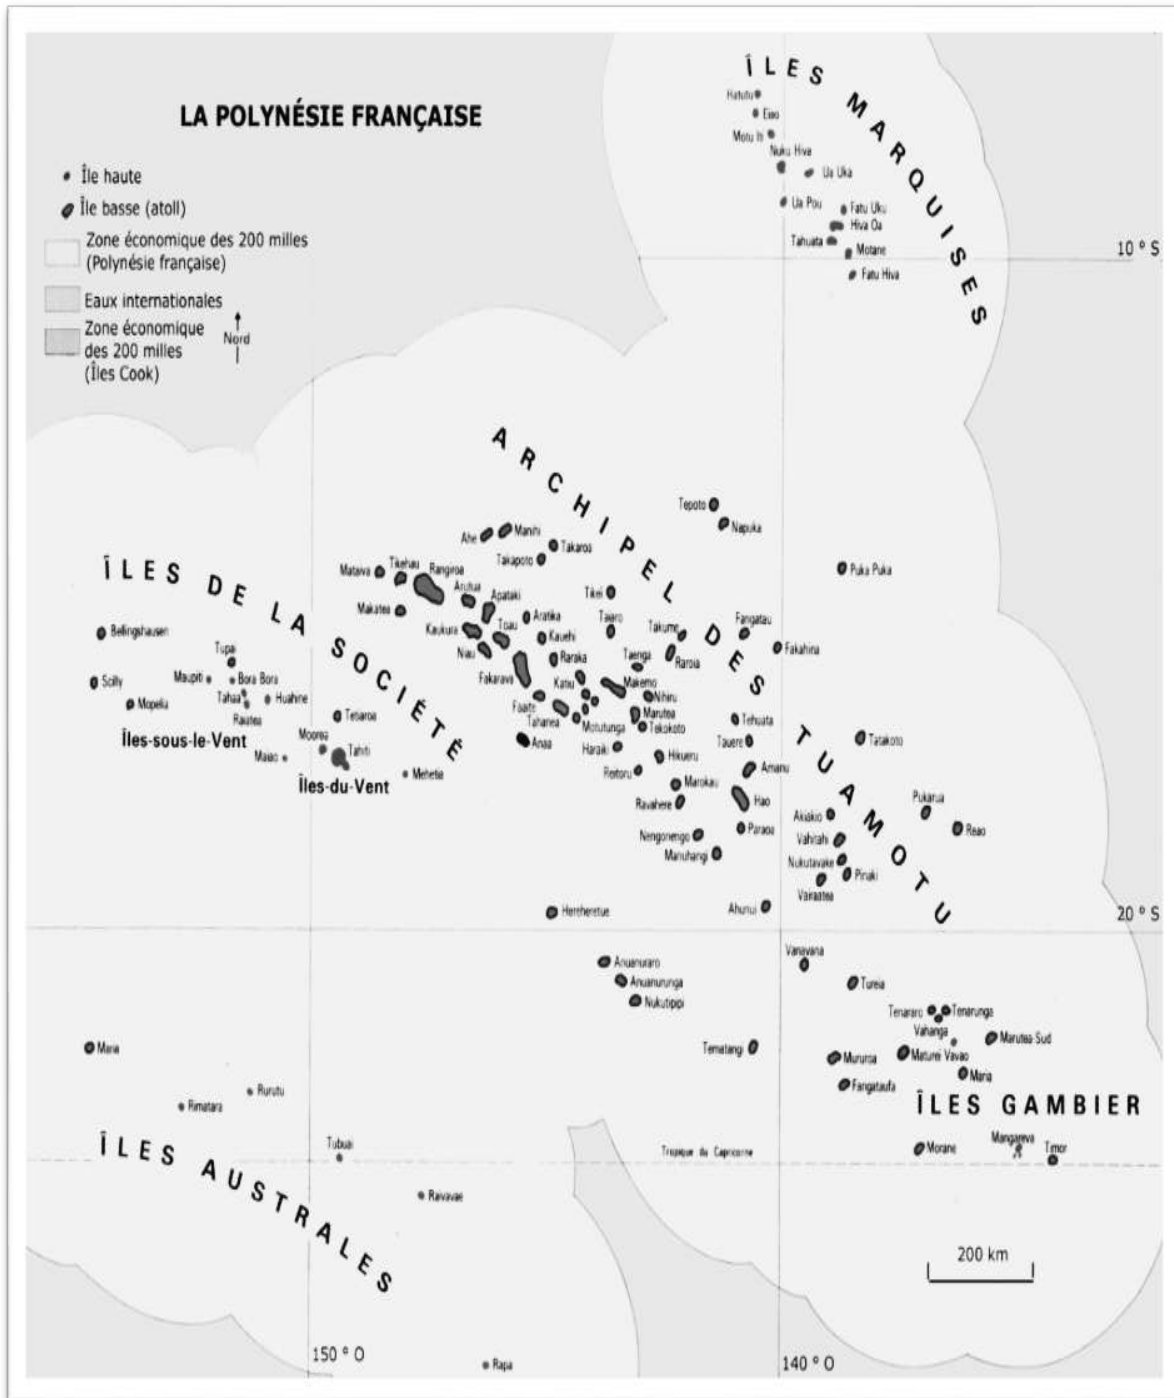 LA POLYNÉSIE FRANÇAISE
Île haute
Île basse (atoll)
Zone économique des 200 milles
(Polynésie française)
Eaux internationales
Zone économique
des 200 milles
(Îles Cook)
Nord
ÎLES MARQUISES
Hatutu
Eiao
Motu Iti
Nuku Hiva
Ua Uka
Ua Pou
Fatu Uku
Hiva Oa
Tahuata
Motane
Fatu Hiva
10 ° S
ARCHIPEL DES TUAMOTU
Tepoto
Napuka
Ahe
Manihi
Takaroa
Takapoto
Mataiva
Tikehau
Rangiroa
Arutua
Apataki
Tikei
Puka Puka
Makatea
Aratika
Taiaro
Takume
Fangatau
Kaukura
Toau
Kauehi
Fakahina
Niau
Raraka
Taenga
Raroia
Fakarava
Katiu
Makemo
Nihiru
Faaite
Tahanea
Motutunga
Marutea
Tekokoto
Tehuata
Anaa
Haraiki
Hikueru
Tauere
Tatakoto
Reitoru
Marokau
Amanu
Ravahere
Hao
Akiakio
Pukarua
Reao
Nengonengo
Paraoa
Vahitahi
Manuhangi
Nukutavake
Pinaki
Vairaatea
Hereheretue
Ahunui
ÎLES DE LA SOCIÉTÉ
Bellingshausen
Tupai
Scilly
Maupiti
Bora Bora
Mopelia
Tahaa
Huahine
Raiatea
Tetiaroa
Îles-sous-le-Vent
Moorea
Tahiti
Maiao
Mehetia
Îles-du-Vent
20 ° S
Anuanuraro
Anuanurunga
Nukutipipi
Vanavana
Tureia
Tenararo
Tenarunga
Vahanga
Marutea-Sud
Tematangi
Mururoa
Maturei Vavao
Maria
Fangataufa
ÎLES GAMBIER
Mangareva
Morane
Timor
Tropique du Capricorne
Maria
Rurutu
Rimatara
ÎLES AUSTRALES
Tubuai
Raivavae
Rapa
200 km
150 ° O
140 ° O